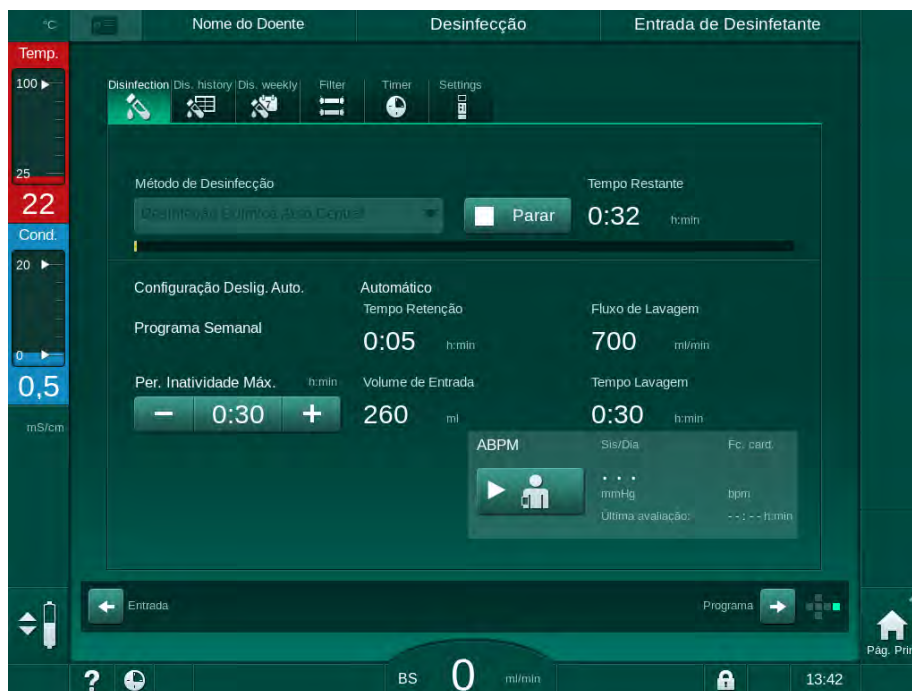 °C Nome do Doente Desinfecção Entrada de Desinfetante
Temp.
100
25
22
Cond.
20
0
0,5
mS/cm
Disinfection Dis. history Dis. weekly Filter Timer Settings
Método de Desinfecção
Tempo Restante
Parar
0:32 h:min
Configuração Deslig. Auto. Automático
Tempo Retenção Fluxo de Lavagem
Programa Semanal
0:05 h:min 700 ml/min
Per. Inatividade Máx. h:min Volume de Entrada Tempo Lavagem
− 0:30 + 260 ml 0:30 h:min
ABPM Sis/Dia Fc. card.
. . .
mmHg bpm
Última avaliação: --:-- h:min
Entrada Programa
Pág. Prin
? BS 0 ml/min 13:42